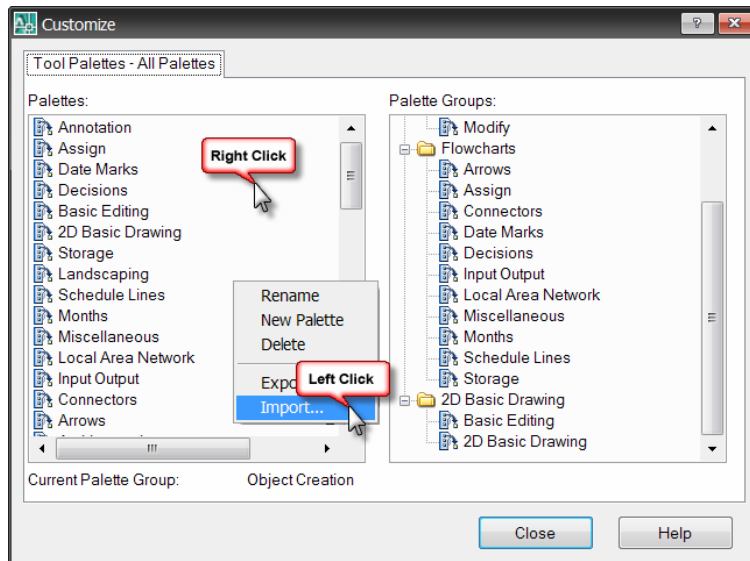 Customize
Tool Palettes - All Palettes
Palettes:
Annotation
Assign
Date Marks
Decisions
Basic Editing
2D Basic Drawing
Storage
Landscaping
Schedule Lines
Months
Miscellaneous
Local Area Network
Input Output
Connectors
Arrows
Right Click
Rename
New Palette
Delete
Expo
Left Click
Import...
Palette Groups:
Modify
Flowcharts
Arrows
Assign
Connectors
Date Marks
Decisions
Input Output
Local Area Network
Miscellaneous
Months
Schedule Lines
Storage
2D Basic Drawing
Basic Editing
2D Basic Drawing
Current Palette Group: Object Creation
Close Help